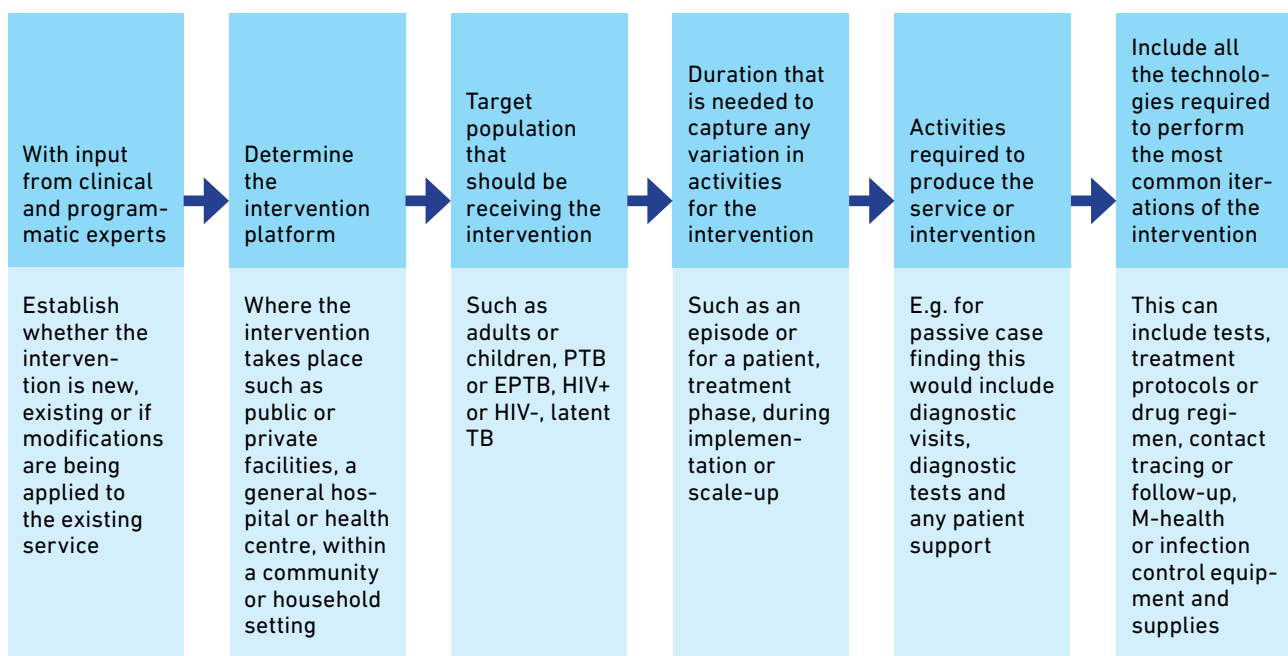 With input
from clinical
and program-
matic experts
Establish
whether the
interven-
tion is new,
existing or if
modifications
are being
applied to
the existing
service
Determine
the
intervention
platform
Where the
intervention
takes place
such as
public or
private
facilities, a
general hos-
pital or health
centre, within
a community
or household
setting
Target
population
that
should be
receiving the
intervention
Such as
adults or
children, PTB
or EPTB, HIV+
or HIV-, latent
TB
Duration that
is needed to
capture any
variation in
activities
for the
intervention
Such as an
episode or
for a patient,
treatment
phase, during
implemen-
tation or
scale-up
Activities
required to
produce the
service or
intervention
E.g. for
passive case
finding this
would include
diagnostic
visits,
diagnostic
tests and
any patient
support
Include all
the technolo-
gies required
to perform
the most
common iter-
ations of the
intervention
This can
include tests,
treatment
protocols or
drug regi-
men, contact
tracing or
follow-up,
M-health
or infection
control equip-
ment and
supplies